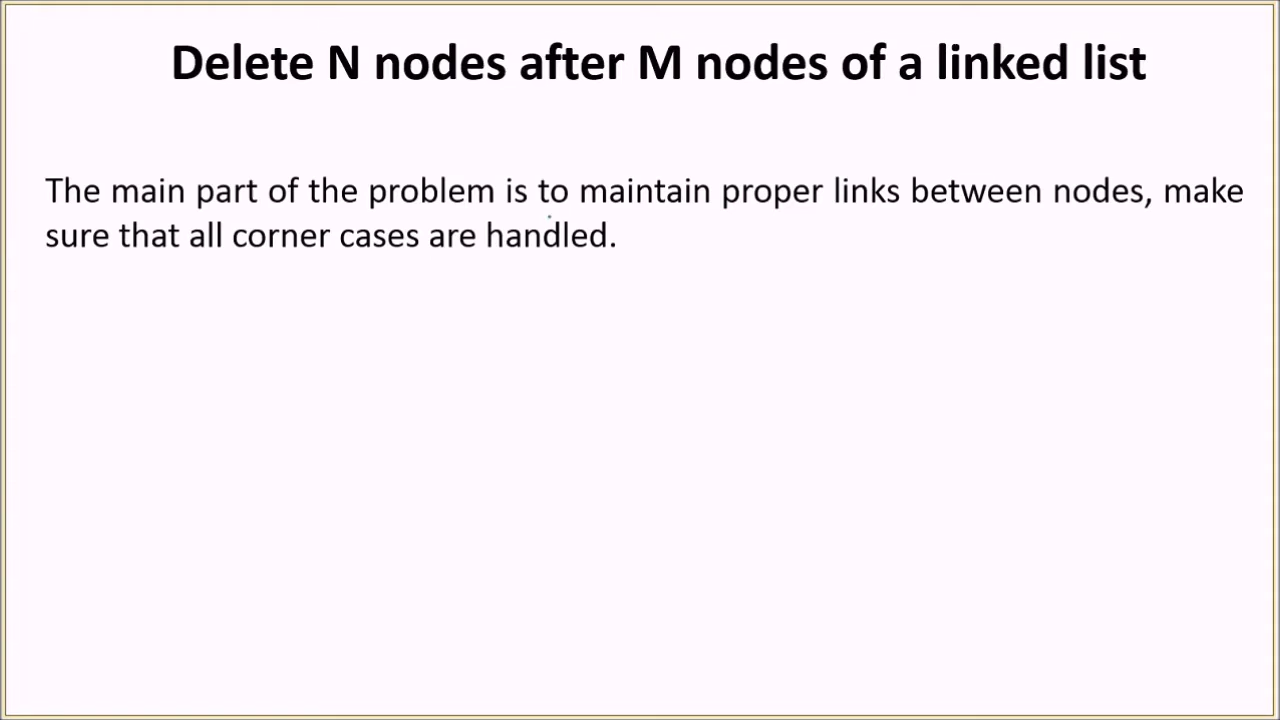 Delete N nodes after M nodes of a linked list
The main part of the problem is to maintain proper links between nodes, make
sure that all corner cases are handled.